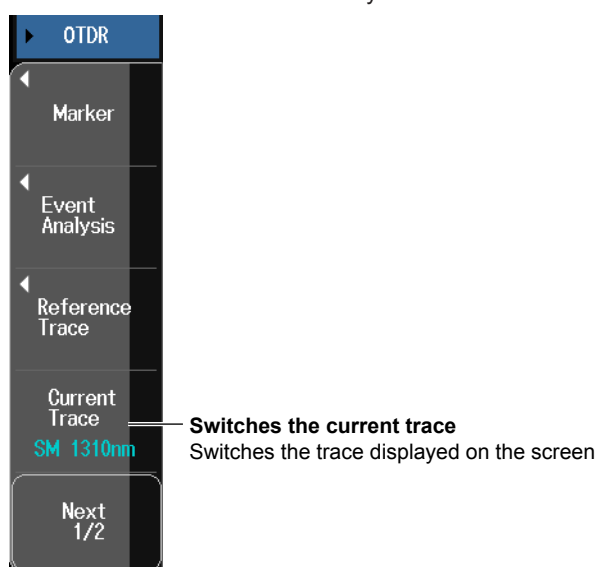 OTDR
Marker
Event
Analysis
Reference
Trace
Current
Trace
SM 1310nm
Switches the current trace
Switches the trace displayed on the screen
Next
1/2